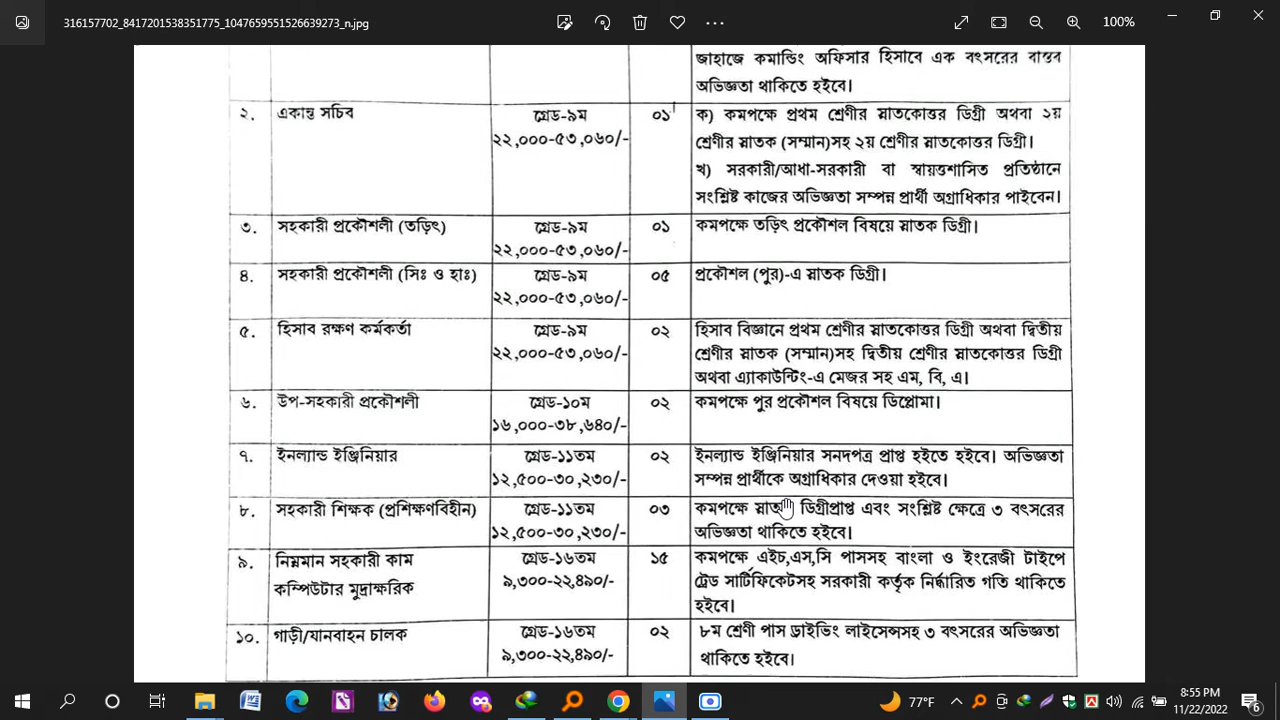 316157702_8417201538351775_1047659551526639273_n.jpg
100%
জাহাজে কমান্ডিং অফিসার হিসাবে এক বৎসরের বাস্তব
অভিজ্ঞতা থাকিতে হইবে।
২. একান্ত সচিব গ্রেড-৯ম ০১ ক) কমপক্ষে প্রথম শ্রেণীর স্নাতকোত্তর ডিগ্রী অথবা ১ম
২২,০০০-৫৩,০৬০/- শ্রেণীর স্নাতক (সম্মান)সহ ২য় শ্রেণীর স্নাতকোত্তর ডিগ্রী।
খ) সরকারী/আধা-সরকারী বা স্বায়ত্তশাসিত প্রতিষ্ঠানে
সংশ্লিষ্ট কাজের অভিজ্ঞতা সম্পন্ন প্রার্থী অগ্রাধিকার পাইবেন।
৩. সহকারী প্রকৌশলী (তড়িৎ) গ্রেড-৯ম ০১ কমপক্ষে তড়িৎ প্রকৌশল বিষয়ে স্নাতক ডিগ্রী।
২২,০০০-৫৩,০৬০/-
৪. সহকারী প্রকৌশলী (সিঃ ও হাঃ) গ্রেড-৯ম ০৫ প্রকৌশল (পুর)-এ স্নাতক ডিগ্রী।
২২,০০০-৫৩,০৬০/-
৫. হিসাব রক্ষণ কর্মকর্তা গ্রেড-৯ম ০২ হিসাব বিজ্ঞানে প্রথম শ্রেণীর স্নাতকোত্তর ডিগ্রী অথবা দ্বিতীয়
২২,০০০-৫৩,০৬০/- শ্রেণীর স্নাতক (সম্মান)সহ দ্বিতীয় শ্রেণীর স্নাতকোত্তর ডিগ্রী
অথবা এ্যাকাউন্টিং-এ মেজর সহ এম, বি, এ।
৬. উপ-সহকারী প্রকৌশলী গ্রেড-১০ম ০২ কমপক্ষে পুর প্রকৌশল বিষয়ে ডিপ্লোমা।
১৬,০০০-৩৮,৬৪০/-
৭. ইনল্যান্ড ইঞ্জিনিয়ার গ্রেড-১১তম ০২ ইনল্যান্ড ইঞ্জিনিয়ার সনদপত্র প্রাপ্ত হইতে হইবে। অভিজ্ঞতা
১২,৫০০-৩০,২৩০/- সম্পন্ন প্রার্থীকে অগ্রাধিকার দেওয়া হইবে।
৮. সহকারী শিক্ষক (প্রশিক্ষণবিহীন) গ্রেড-১১তম ০৩ কমপক্ষে স্নাতক ডিগ্রীপ্রাপ্ত এবং সংশ্লিষ্ট ক্ষেত্রে ৩ বৎসরের
১২,৫০০-৩০,২৩০/- অভিজ্ঞতা থাকিতে হইবে।
৯. নিম্নমান সহকারী কাম গ্রেড-১৬তম ১৫ কমপক্ষে এইচ,এস,সি পাসসহ বাংলা ও ইংরেজী টাইপে
কম্পিউটার মুদ্রাক্ষরিক ৯,৩০০-২২,৪৯০/- ট্রেড সার্টিফিকেটসহ সরকারী কর্তৃক নির্ধারিত গতি থাকিতে
হইবে।
১০. গাড়ী/যানবাহন চালক গ্রেড-১৬তম ০২ ৮ম শ্রেণী পাস ড্রাইভিং লাইসেন্সসহ ৩ বৎসরের অভিজ্ঞতা
৯,৩০০-২২,৪৯০/- থাকিতে হইবে।
77°F
8:55 PM
11/22/2022
6